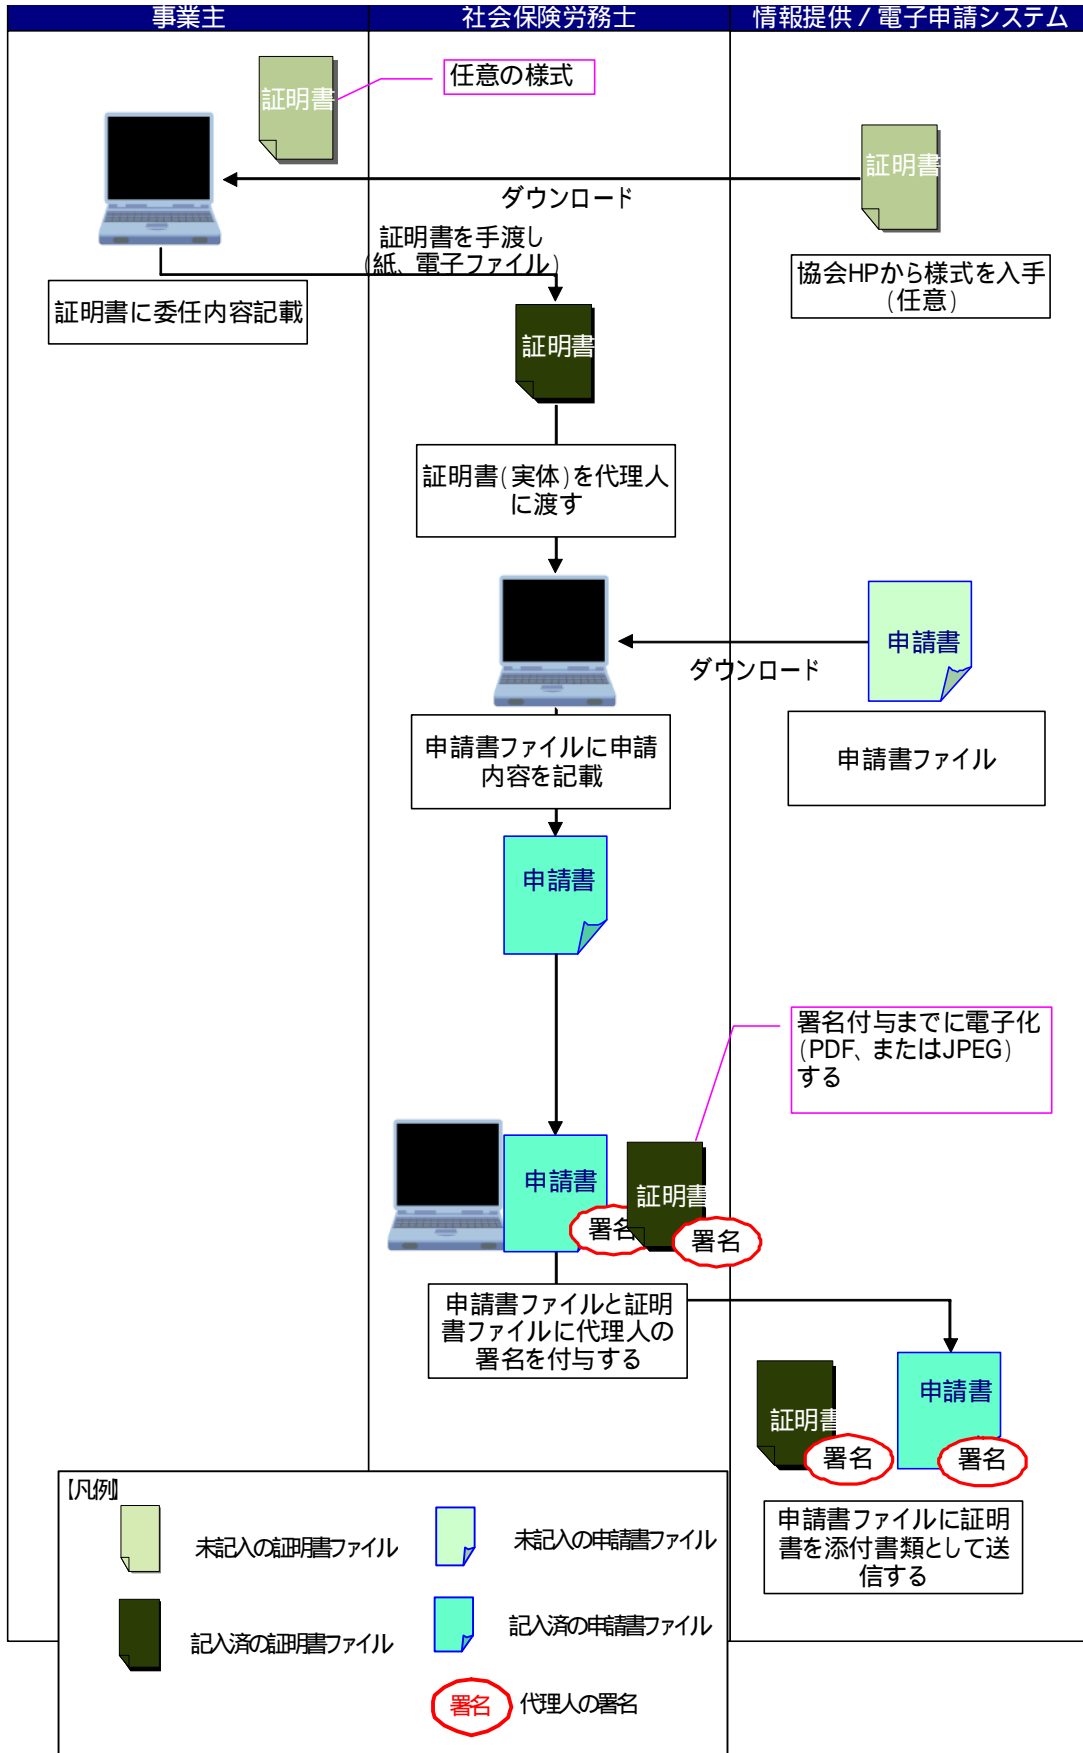 事業主
社会保険労務士
情報提供/電子申請システム
証明書
任意の様式
証明書
ダウンロード
証明書を手渡し
(紙、電子ファイル)
協会HPから様式を入手
(任意)
証明書に委任内容記載
証明書
証明書(実体)を代理人
に渡す
申請書
ダウンロード
申請書ファイルに申請
内容を記載
申請書ファイル
申請書
署名付与までに電子化
(PDF、またはJPEG)
する
申請書
証明書
署名
署名
申請書ファイルと証明
書ファイルに代理人の
署名を付与する
証明書
申請書
署名
署名
申請書ファイルに証明
書を添付書類として送
信する
【凡例】
未記入の証明書ファイル
未記入の申請書ファイル
記入済の証明書ファイル
記入済の申請書ファイル
署名
代理人の署名